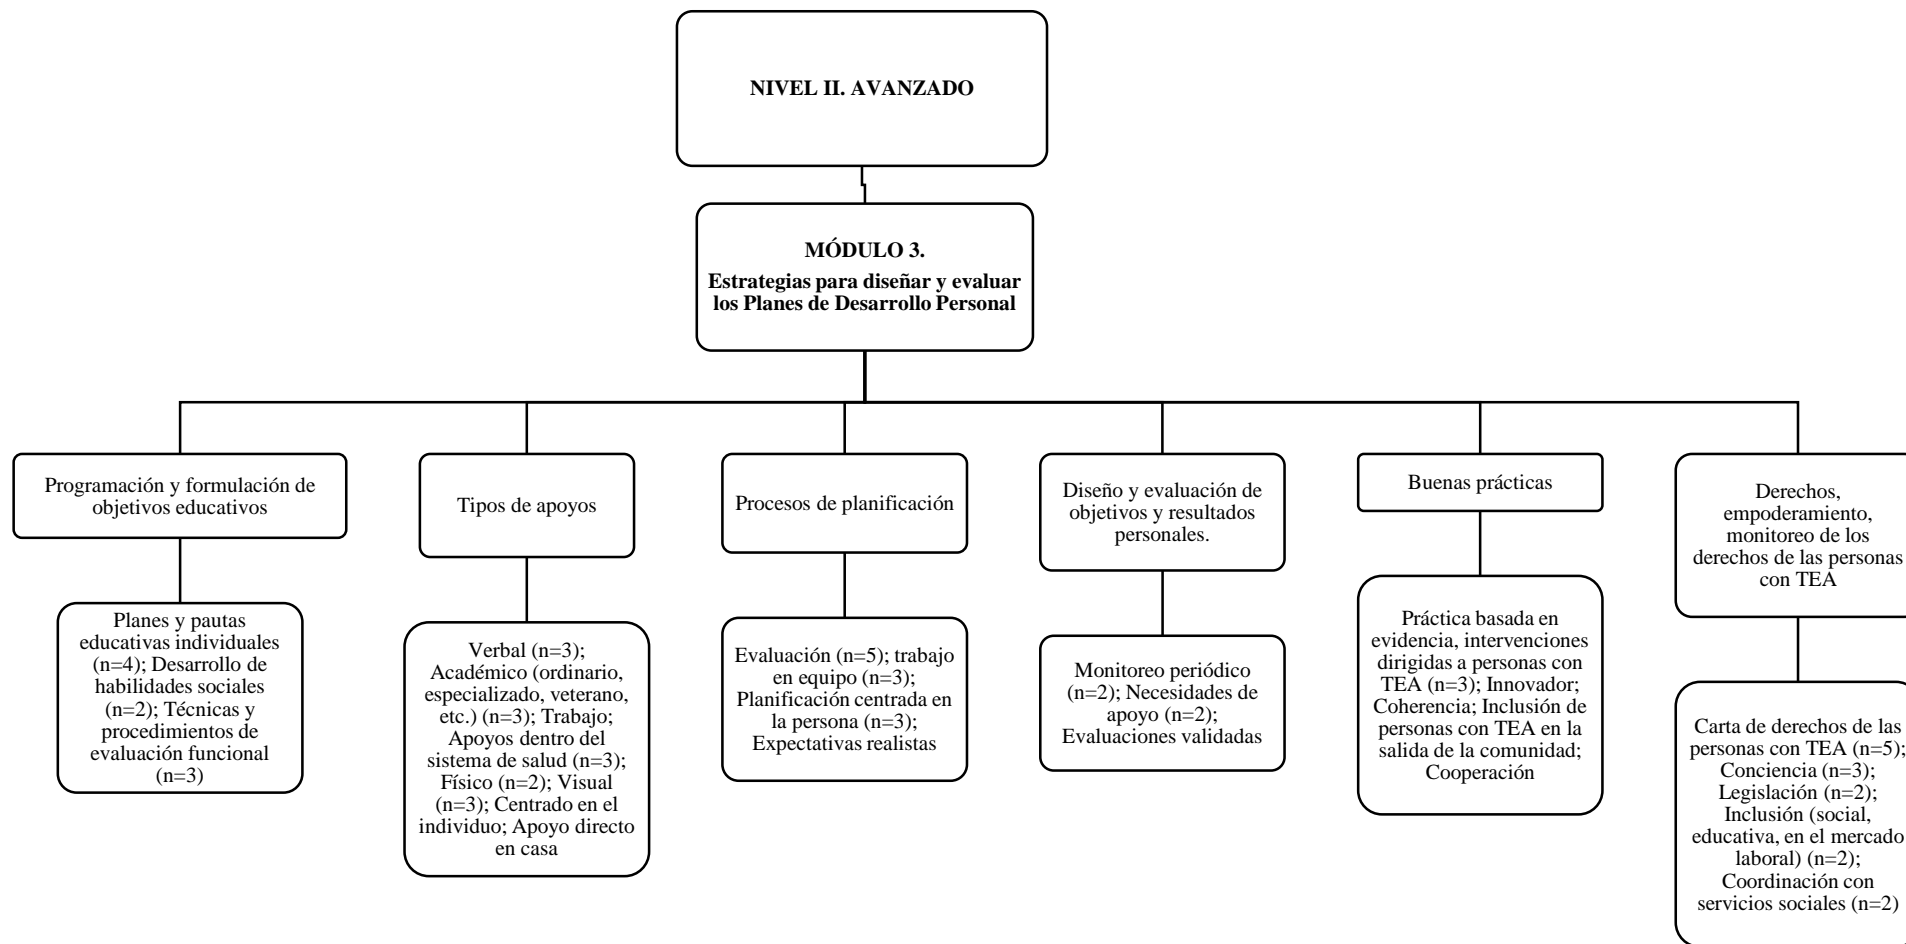 NIVEL II. AVANZADO
MÓDULO 3.
Estrategias para diseñar y evaluar
los Planes de Desarrollo Personal
Programación y formulación de
objetivos educativos
Planes y pautas
educativas individuales
(n=4); Desarrollo de
habilidades sociales
(n=2); Técnicas y
procedimientos de
evaluación funcional
(n=3)
Tipos de apoyos
Verbal (n=3);
Académico (ordinario,
especializado, veterano,
etc.) (n=3); Trabajo;
Apoyos dentro del
sistema de salud (n=3);
Físico (n=2); Visual
(n=3); Centrado en el
individuo; Apoyo directo
en casa
Procesos de planificación
Evaluación (n=5); trabajo
en equipo (n=3);
Planificación centrada en
la persona (n=3);
Expectativas realistas
Diseño y evaluación de
objetivos y resultados
personales.
Monitoreo periódico
(n=2); Necesidades de
apoyo (n=2);
Evaluaciones validadas
Buenas prácticas
Práctica basada en
evidencia, intervenciones
dirigidas a personas con
TEA (n=3); Innovador;
Coherencia; Inclusión de
personas con TEA en la
salida de la comunidad;
Cooperación
Derechos,
empoderamiento,
monitoreo de los
derechos de las personas
con TEA
Carta de derechos de las
personas con TEA (n=5);
Conciencia (n=3);
Legislación (n=2);
Inclusión (social,
educativa, en el mercado
laboral) (n=2);
Coordinación con
servicios sociales (n=2)